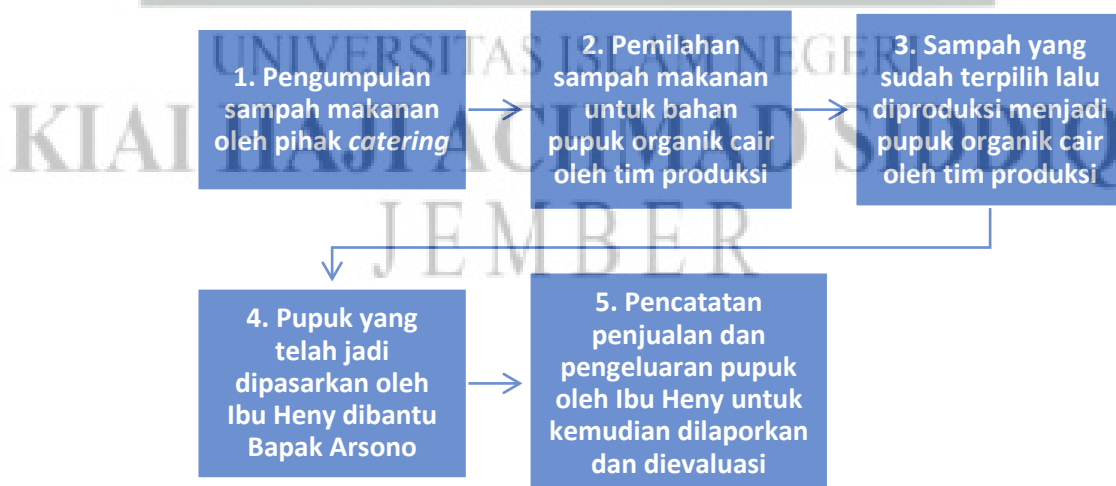 UNIVERSITAS ISLAM NEGERI
KIAI HAJI ACHMAD SIDDIQ
JEMBER
1. Pengumpulan
sampah makanan
oleh pihak catering
2. Pemilahan
sampah makanan
untuk bahan
pupuk organik cair
oleh tim produksi
3. Sampah yang
sudah terpilih lalu
diproduksi menjadi
pupuk organik cair
oleh tim produksi
4. Pupuk yang
telah jadi
dipasarkan oleh
Ibu Heny dibantu
Bapak Arsono
5. Pencatatan
penjualan dan
pengeluaran pupuk
oleh Ibu Heny untuk
kemudian dilaporkan
dan dievaluasi